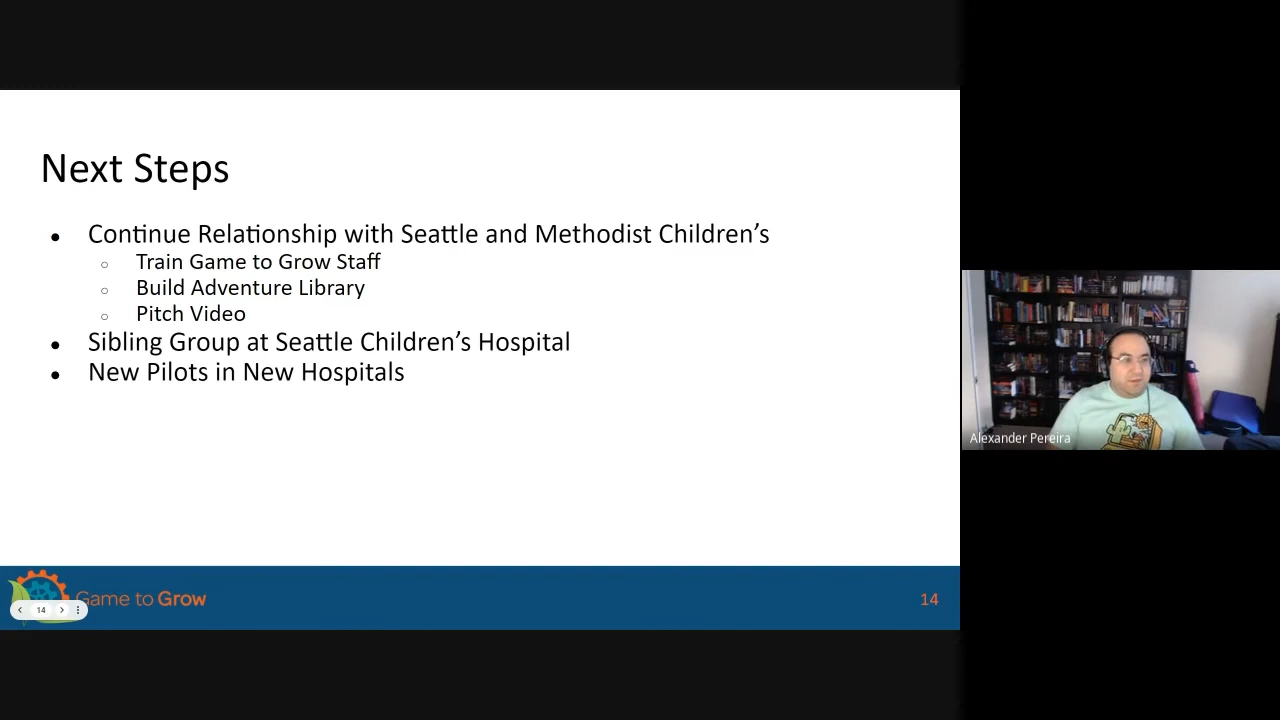 Next Steps
● Continue Relationship with Seattle and Methodist Children’s
○ Train Game to Grow Staff
○ Build Adventure Library
○ Pitch Video
● Sibling Group at Seattle Children’s Hospital
● New Pilots in New Hospitals
Alexander Pereira
Game to Grow
14
14